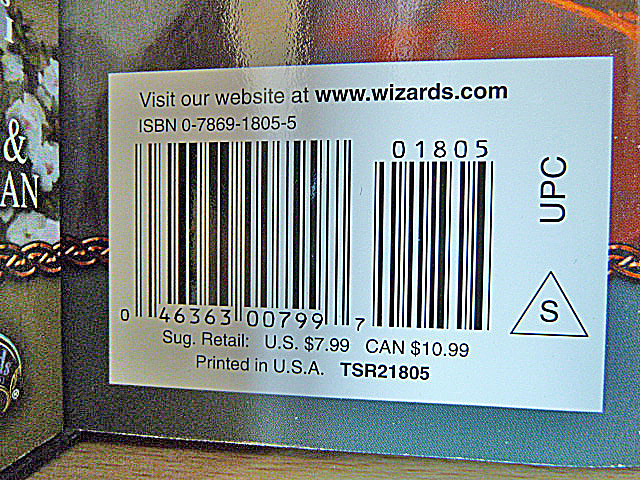 &
AN
Visit our website at www.wizards.com
ISBN 0-7869-1805-5
01805
UPC
S
0 46363 00799 7
Sug. Retail: U.S. $7.99 CAN $10.99
Printed in U.S.A. TSR21805